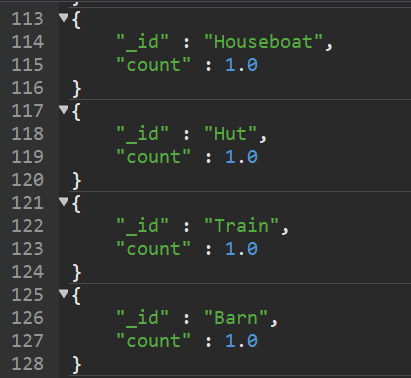 113 {
114 "_id" : "Houseboat",
115 "count" : 1.0
116 }
117 {
118 "_id" : "Hut",
119 "count" : 1.0
120 }
121 {
122 "_id" : "Train",
123 "count" : 1.0
124 }
125 {
126 "_id" : "Barn",
127 "count" : 1.0
128 }